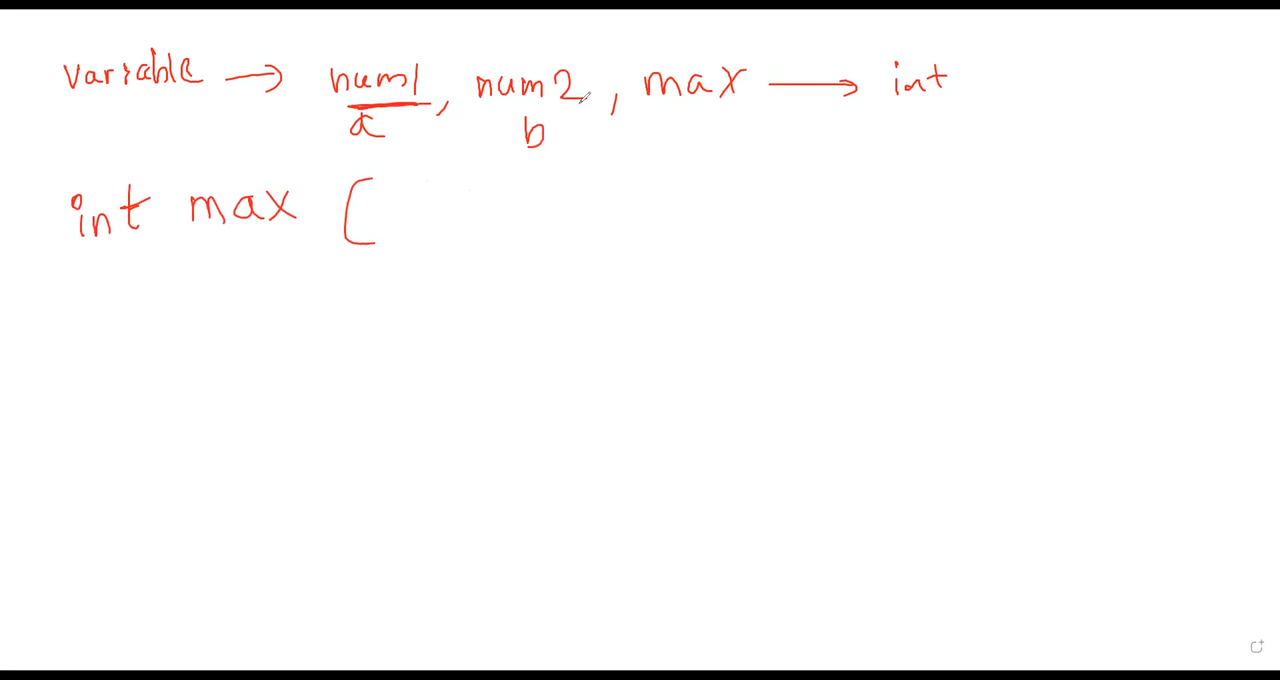 variable → num1, num2, max → int
a b
int max [